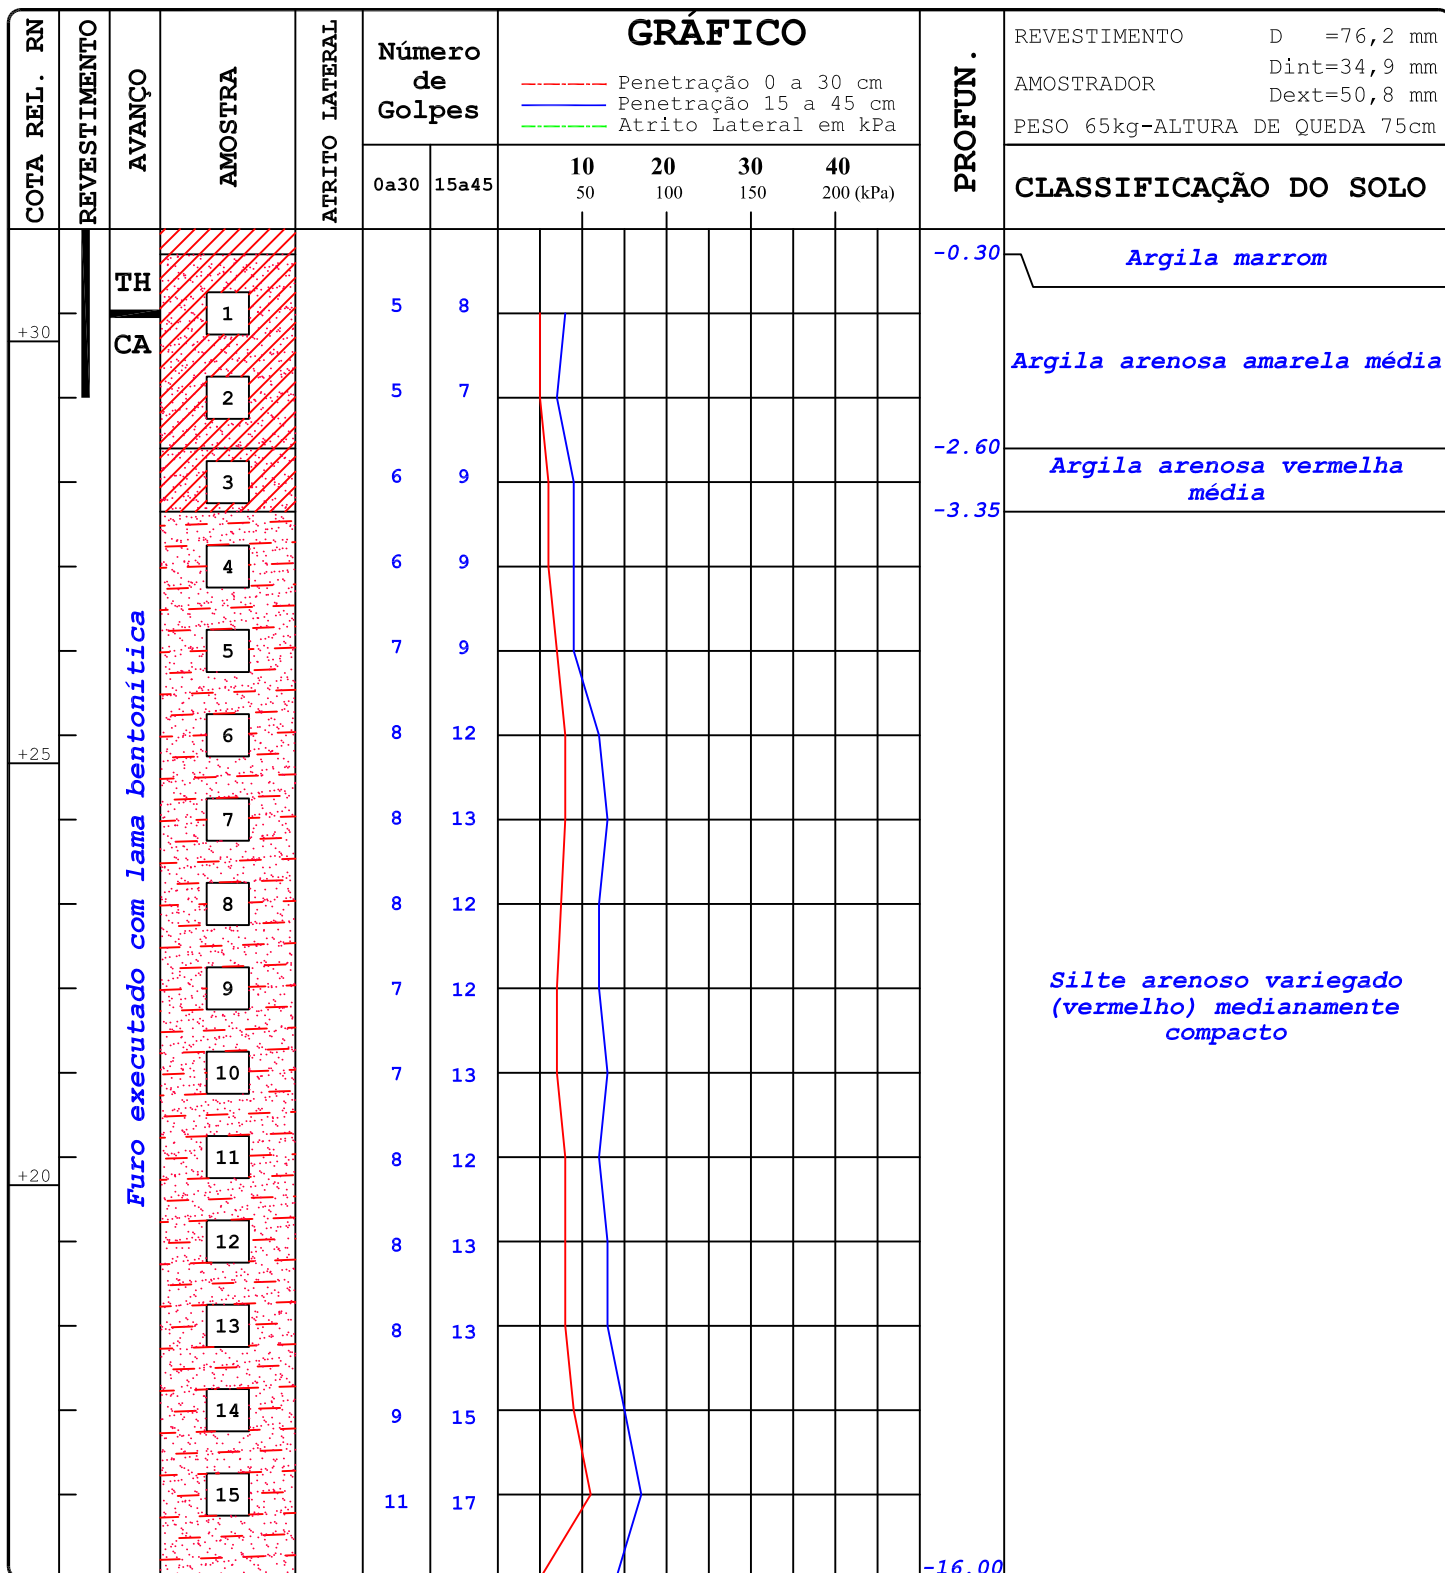 COTA REL. RN
REVESTIMENTO
AVANÇO
AMOSTRA
ATRITO LATERAL
Número
de
Golpes
0a30 15a45
GRÁFICO
Penetração 0 a 30 cm
Penetração 15 a 45 cm
Atrito Lateral em kPa
10 20 30 40
50 100 150 200 (kPa)
PROFUN.
REVESTIMENTO D =76,2 mm
Dint=34,9 mm
AMOSTRADOR
Dext=50,8 mm
PESO 65kg-ALTURA DE QUEDA 75cm
CLASSIFICAÇÃO DO SOLO
-0.30 Argila marrom
TH
1 5 8
+30
CA
Argila arenosa amarela média
2 5 7
-2.60
Argila arenosa vermelha
média
3 6 9
-3.35
4 6 9
5 7 9
6 8 12
+25
7 8 13
8 8 12
Furo executado com lama bentonítica
9 7 12
Silte arenoso variegado
(vermelho) medianamente
compacto
10 7 13
11 8 12
+20
12 8 13
13 8 13
14 9 15
15 11 17
-16.00